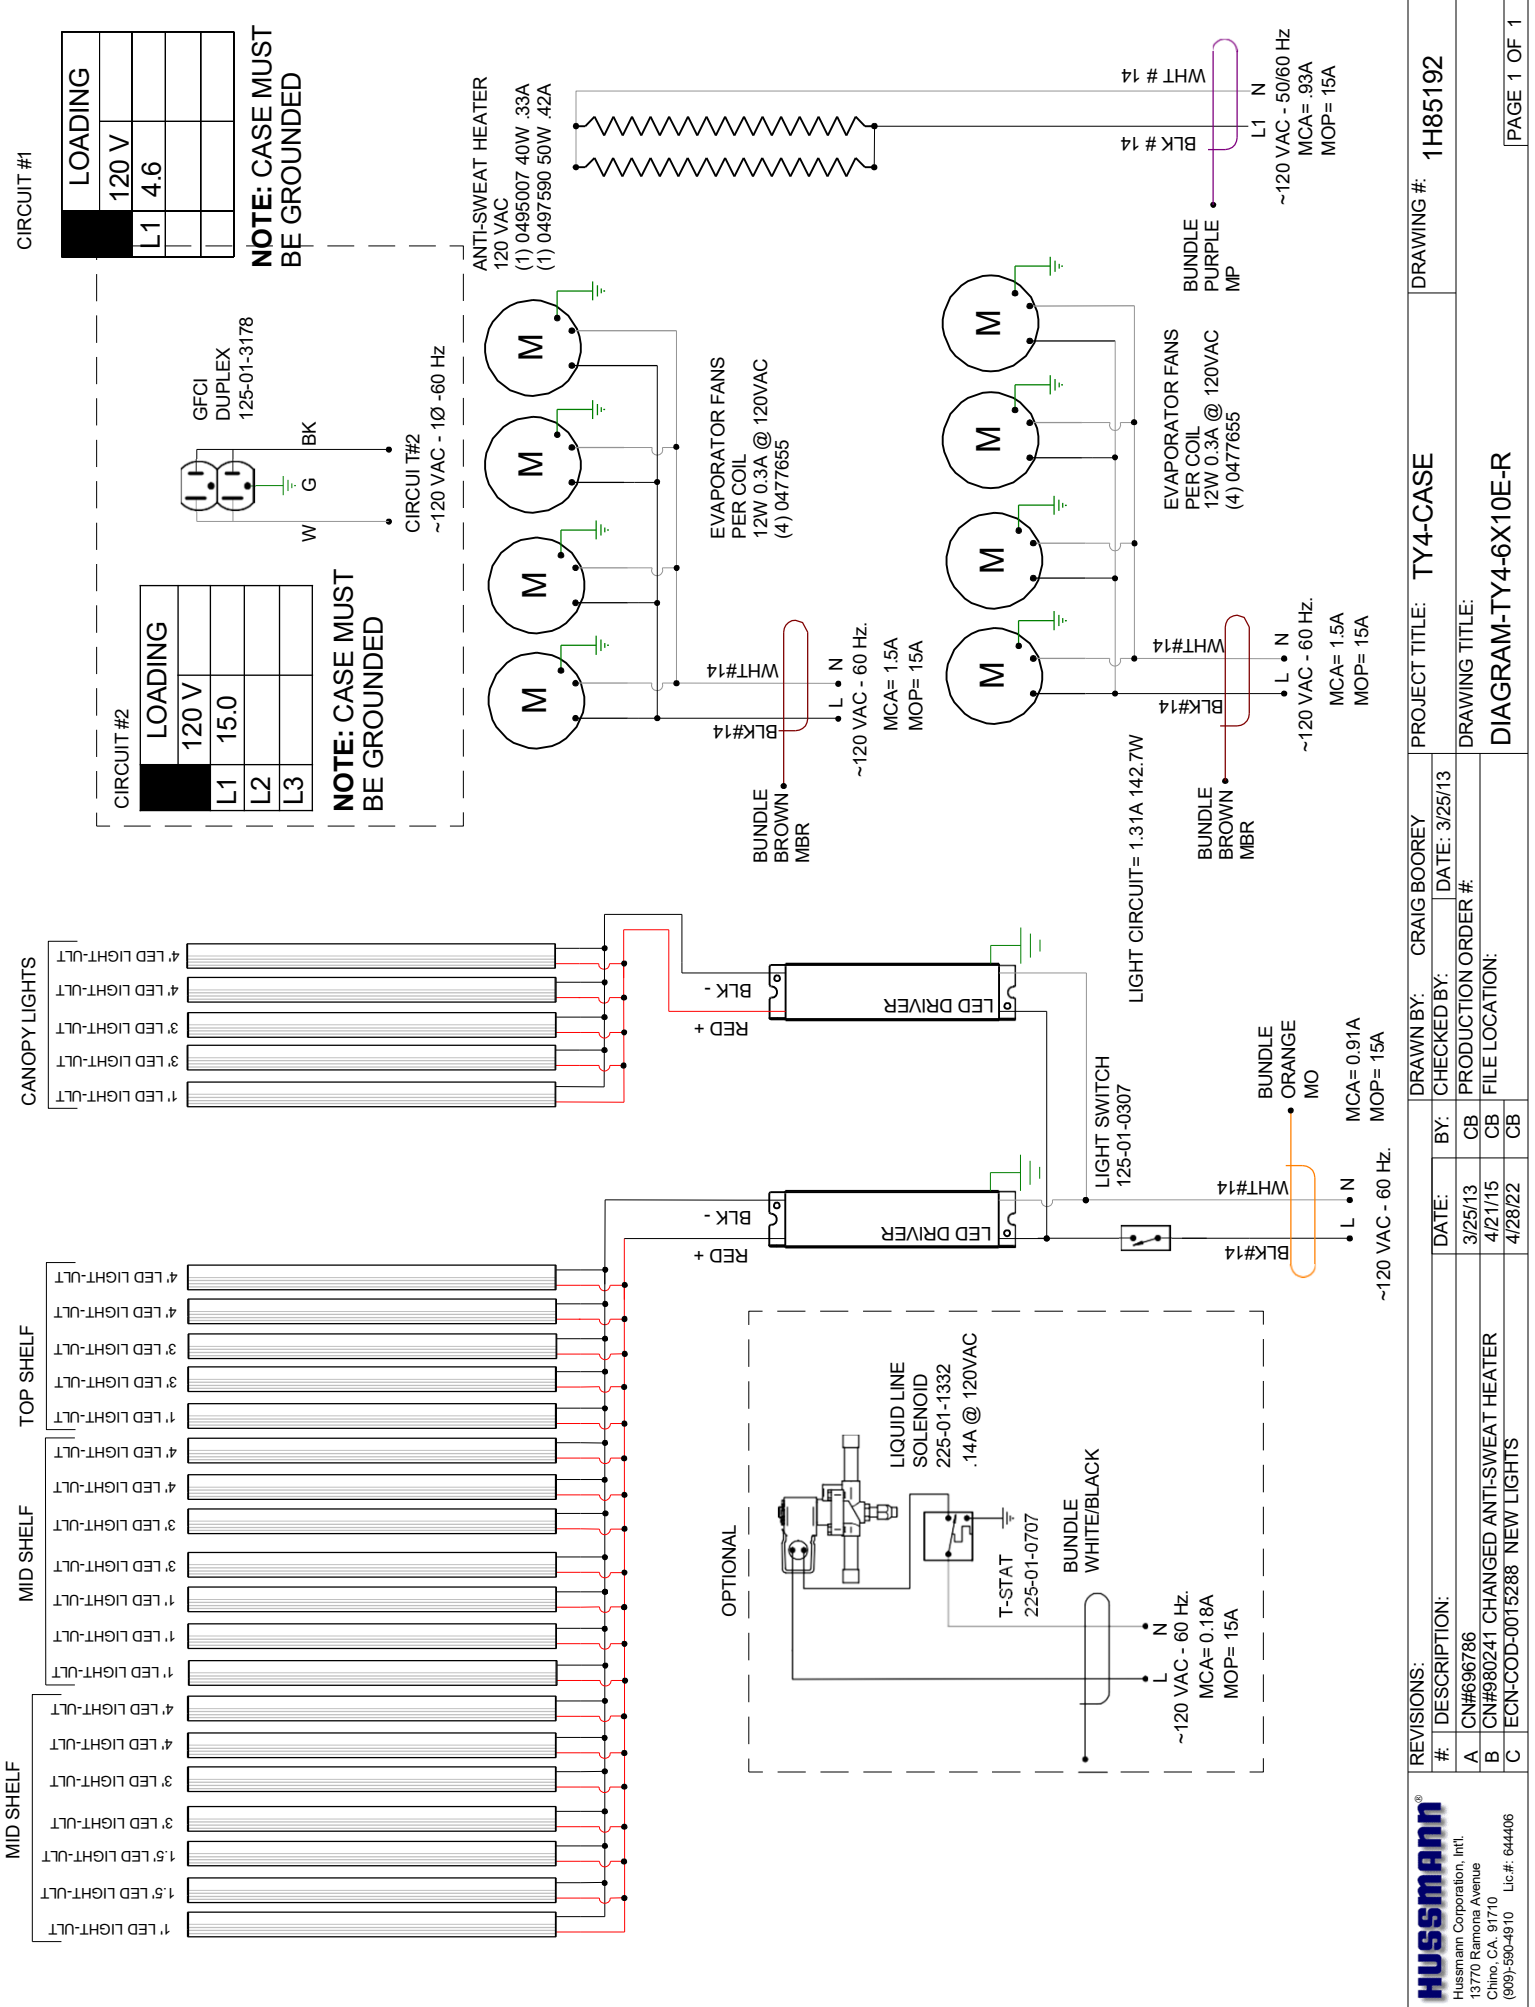 CIRCUIT #1
LOADING
120 V
L1 4.6
NOTE: CASE MUST
BE GROUNDED
CIRCUIT #2
LOADING
120 V
L1 15.0
L2
L3
NOTE: CASE MUST
BE GROUNDED
GFCI
DUPLEX
125-01-3178
W G BK
CIRCUI T#2
~120 VAC - 1Ø -60 Hz
ANTI-SWEAT HEATER
120 VAC
(1) 0495007 40W .33A
(1) 0497590 50W .42A
BLK # 14
WHT # 14
L1 N
~120 VAC - 50/60 Hz
MCA= .93A
MOP= 15A
BUNDLE
PURPLE
MP
M M M M
EVAPORATOR FANS
PER COIL
12W 0.3A @ 120VAC
(4) 0477655
BLK#14
WHT#14
L N
~120 VAC - 60 Hz.
MCA= 1.5A
MOP= 15A
BUNDLE
BROWN
MBR
M M M M
EVAPORATOR FANS
PER COIL
12W 0.3A @ 120VAC
(4) 0477655
BLK#14
WHT#14
L N
~120 VAC - 60 Hz.
MCA= 1.5A
MOP= 15A
BUNDLE
BROWN
MBR
CANOPY LIGHTS
4' LED LIGHT-ULT
4' LED LIGHT-ULT
3' LED LIGHT-ULT
3' LED LIGHT-ULT
1' LED LIGHT-ULT
TOP SHELF
4' LED LIGHT-ULT
4' LED LIGHT-ULT
3' LED LIGHT-ULT
3' LED LIGHT-ULT
1' LED LIGHT-ULT
MID SHELF
4' LED LIGHT-ULT
4' LED LIGHT-ULT
3' LED LIGHT-ULT
3' LED LIGHT-ULT
1' LED LIGHT-ULT
1' LED LIGHT-ULT
1' LED LIGHT-ULT
MID SHELF
4' LED LIGHT-ULT
4' LED LIGHT-ULT
3' LED LIGHT-ULT
3' LED LIGHT-ULT
1.5' LED LIGHT-ULT
1.5' LED LIGHT-ULT
1' LED LIGHT-ULT
RED +
BLK -
LED DRIVER
RED +
BLK -
LED DRIVER
LIGHT CIRCUIT= 1.31A 142.7W
LIGHT SWITCH
125-01-0307
BLK#14
WHT#14
L N
~120 VAC - 60 Hz.
MCA= 0.91A
MOP= 15A
BUNDLE
ORANGE
MO
OPTIONAL
LIQUID LINE
SOLENOID
225-01-1332
.14A @ 120VAC
T-STAT
225-01-0707
BUNDLE
WHITE/BLACK
L N
~120 VAC - 60 Hz.
MCA= 0.18A
MOP= 15A
HUSSMANN®
Hussmann Corporation, Int'l.
13770 Ramona Avenue
Chino, CA. 91710
(909)-590-4910 Lic.#: 644406
REVISIONS:
#: DESCRIPTION: DATE: BY:
A CN#696786 3/25/13 CB
B CN#980241 CHANGED ANTI-SWEAT HEATER 4/21/15 CB
C ECN-COD-0015288 NEW LIGHTS 4/28/22 CB
DRAWN BY: CRAIG BOOREY
CHECKED BY: DATE: 3/25/13
PRODUCTION ORDER #:
FILE LOCATION:
PROJECT TITLE: TY4-CASE
DRAWING #: 1H85192
DRAWING TITLE:
DIAGRAM-TY4-6X10E-R
PAGE 1 OF 1